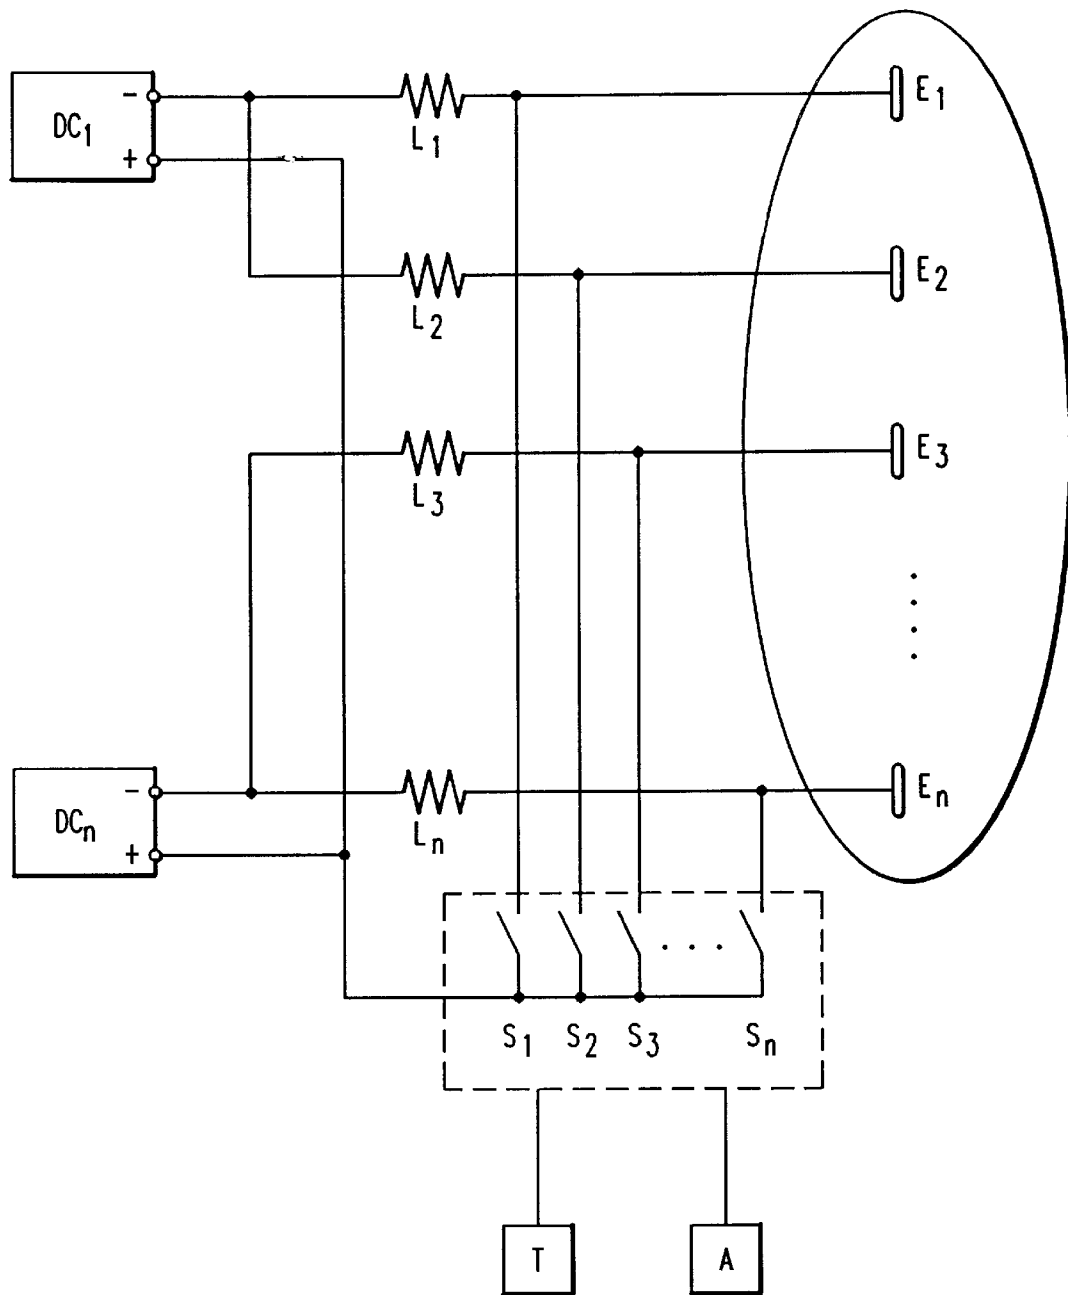 - E₁
DC₁
+ L₁
E₂
L₂
E₃
L₃
. . . .
- Eₙ
DCₙ
+ Lₙ
. . .
S₁ S₂ S₃ Sₙ
T A